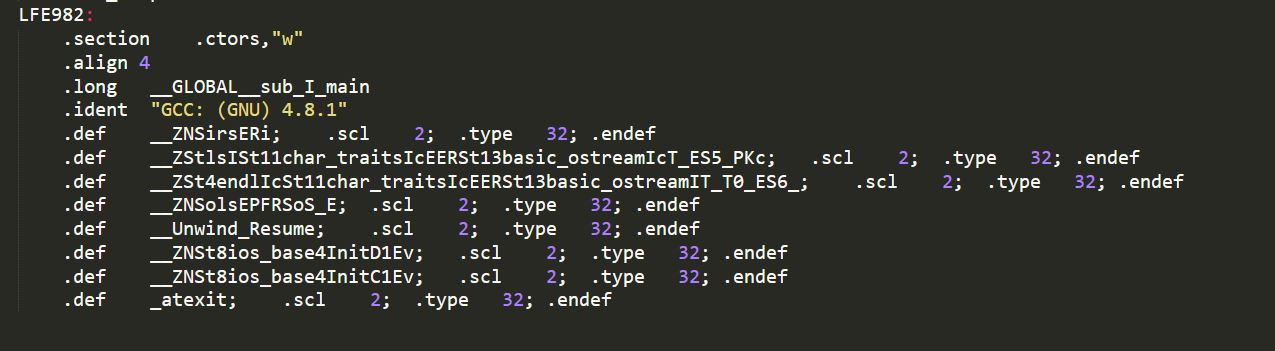 LFE982:
.section .ctors,"w"
.align 4
.long __GLOBAL__sub_I_main
.ident "GCC: (GNU) 4.8.1"
.def __ZNSirsERi; .scl 2; .type 32; .endef
.def __ZStlsISt11char_traitsIcEERSt13basic_ostreamIcT_ES5_PKc; .scl 2; .type 32; .endef
.def __ZSt4endlIcSt11char_traitsIcEERSt13basic_ostreamIT_T0_ES6_; .scl 2; .type 32; .endef
.def __ZNSolsEPFRSoS_E; .scl 2; .type 32; .endef
.def __Unwind_Resume; .scl 2; .type 32; .endef
.def __ZNSt8ios_base4InitD1Ev; .scl 2; .type 32; .endef
.def __ZNSt8ios_base4InitC1Ev; .scl 2; .type 32; .endef
.def _atexit; .scl 2; .type 32; .endef